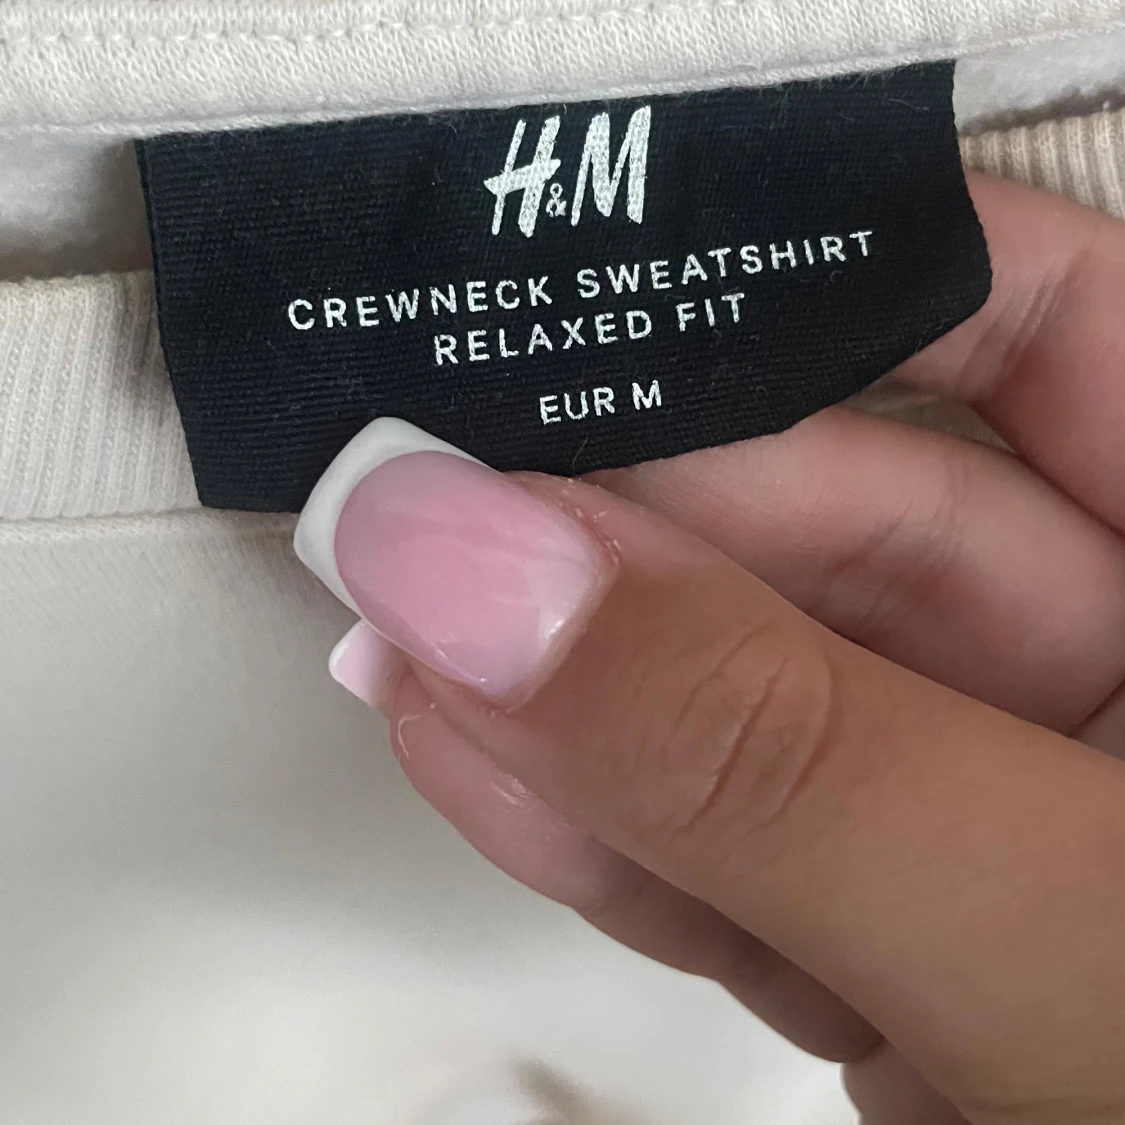 H&M
CREWNECK SWEATSHIRT
RELAXED FIT
EUR M